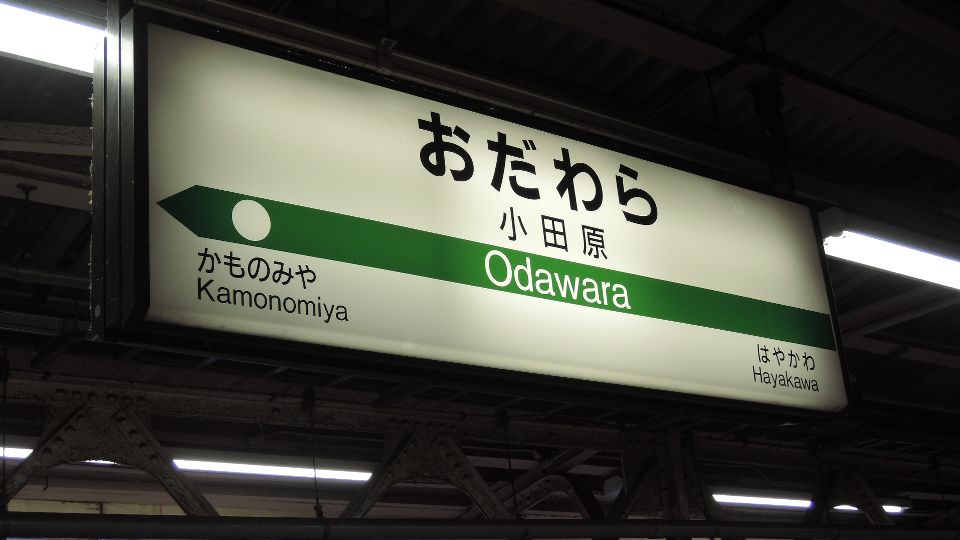 おだわら
小田原
Odawara
かものみや
Kamonomiya
はやかわ
Hayakawa